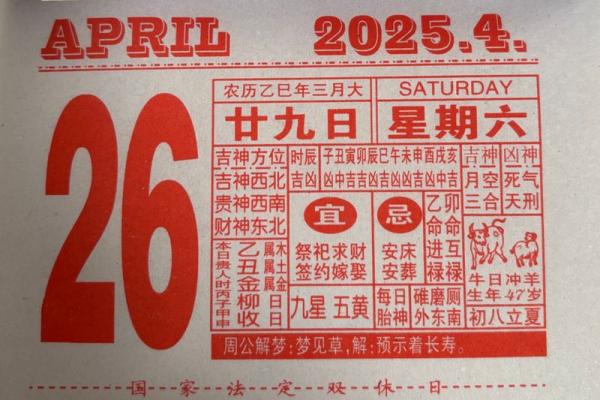 APRIL 2025.4.
26
农历乙巳年三月大 SATURDAY
廿九日 星期六
吉神方位 时辰 子丑寅卯辰巳午未申酉戌亥 吉神 凶神
吉神西北 吉凶 凶中吉吉凶吉凶凶吉凶中吉 月空 死气
贵神西南 三合 天刑
财神东北
宜 忌
祭祀求财 安床
签约嫁娶 安葬
乙卯
命命
进互
禄禄
本日贵人时丙子甲申
乙丑金柳收
属木
属土
属金
日
日
九星 五黄
每日胎神
碓磨厕
外东南
牛日冲羊
生年47岁
初八立夏
周公解梦:梦见草,解:预示着长寿。
国家法定双休日